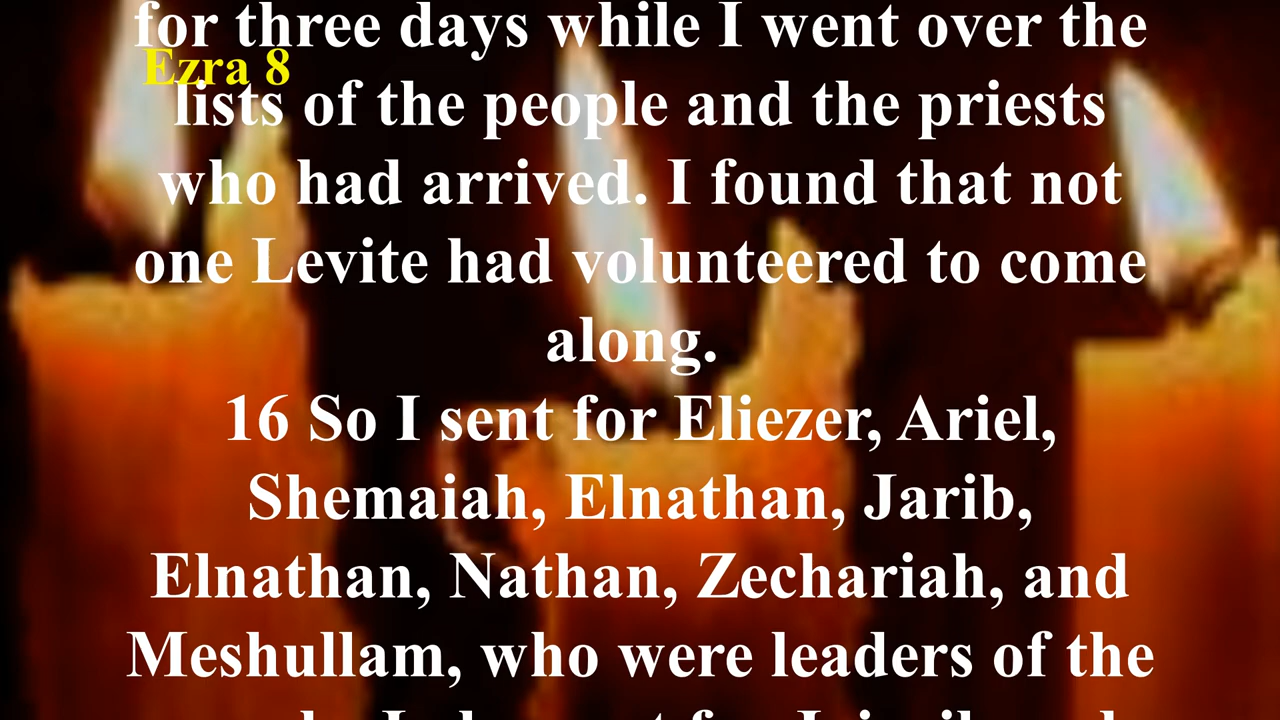 for three days while I went over the
Ezra 8
lists of the people and the priests
who had arrived. I found that not
one Levite had volunteered to come
along.
16 So I sent for Eliezer, Ariel,
Shemaiah, Elnathan, Jarib,
Elnathan, Nathan, Zechariah, and
Meshullam, who were leaders of the